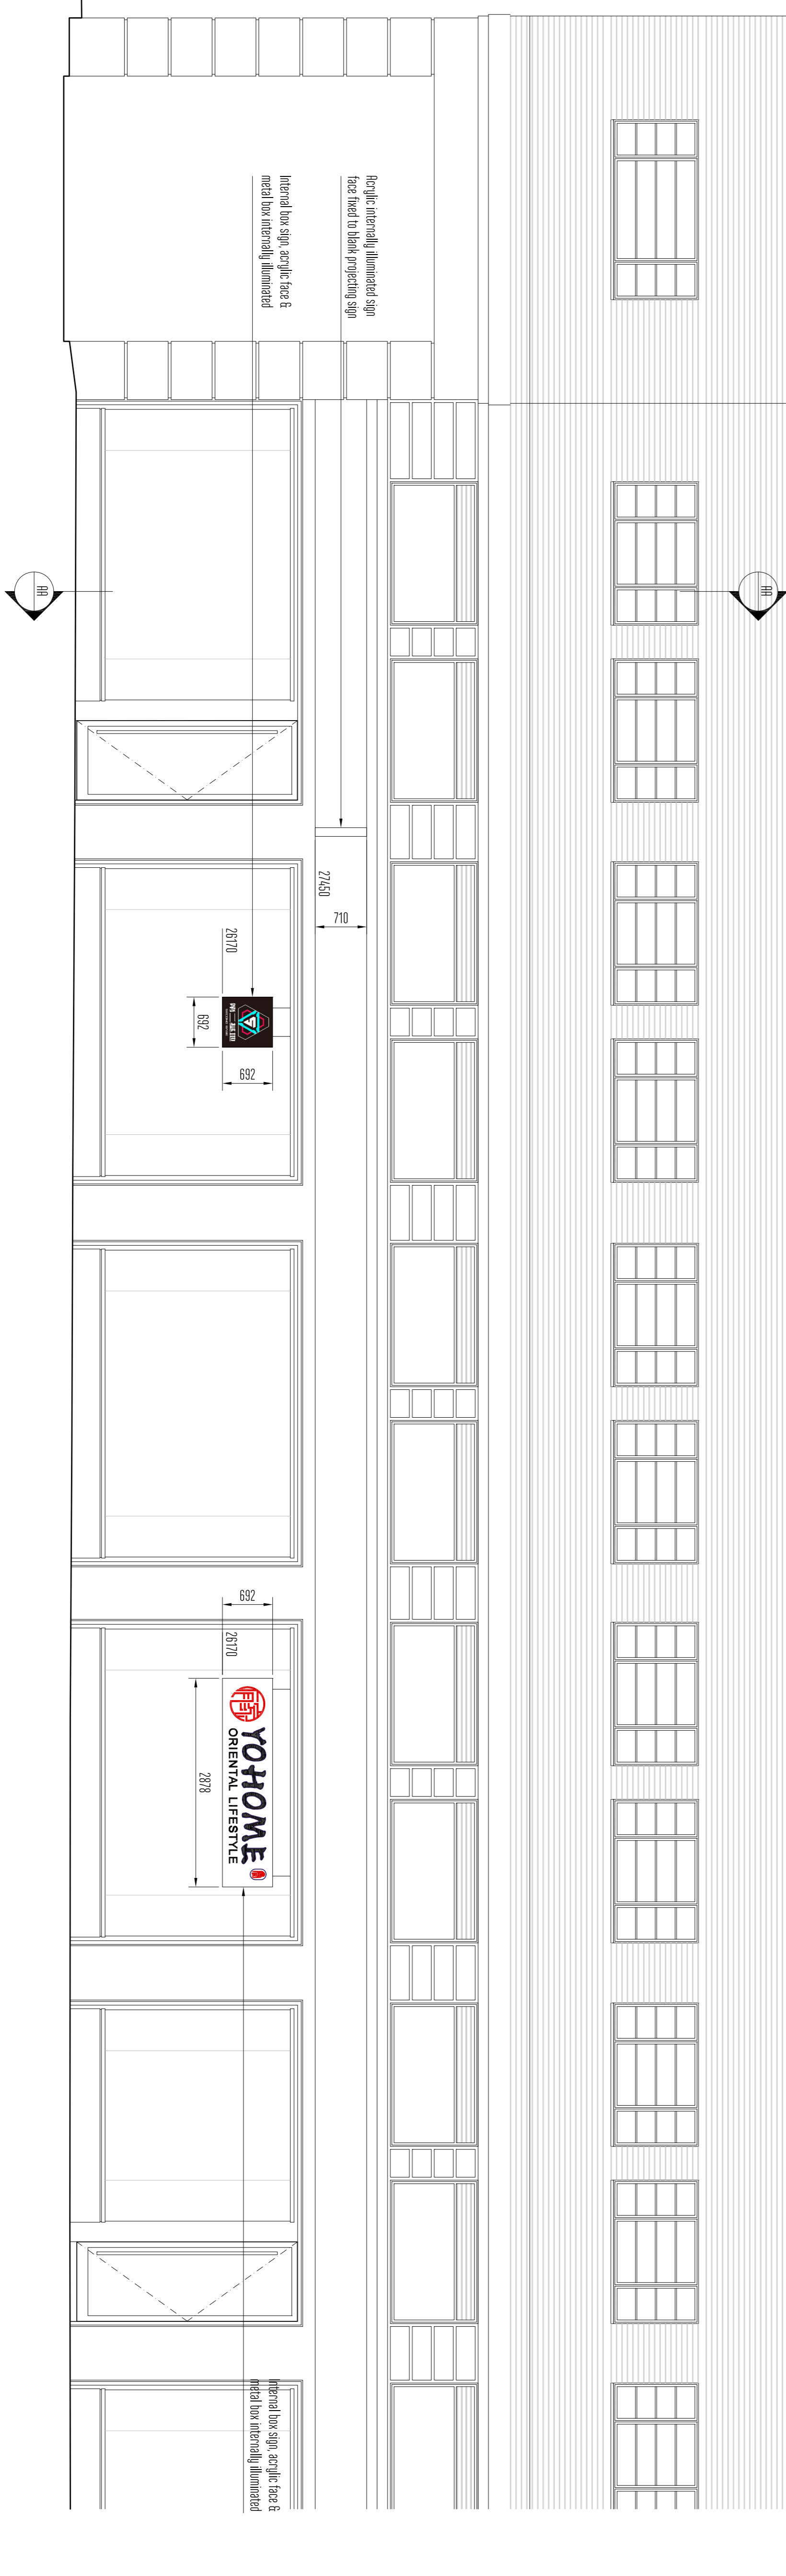 AA
Acrylic internally illuminated sign
face fixed to blank projecting sign
Internal box sign, acrylic face &
metal box internally illuminated
27450
710
26170
692
692
692
26170
YOHOME
ORIENTAL LIFESTYLE
2878
Internal box sign, acrylic face &
metal box internally illuminated
AA